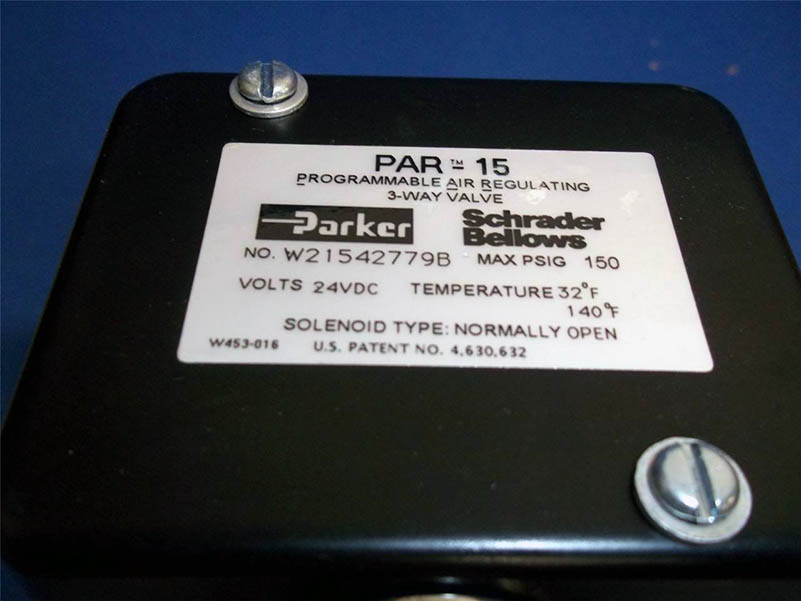 PAR™-15
PROGRAMMABLE AIR REGULATING
3-WAY VALVE
Parker Schrader Bellows
NO. W21542779B MAX PSIG 150
VOLTS 24VDC TEMPERATURE 32°F
140°F
SOLENOID TYPE: NORMALLY OPEN
W453-016 U.S. PATENT NO. 4,630,632